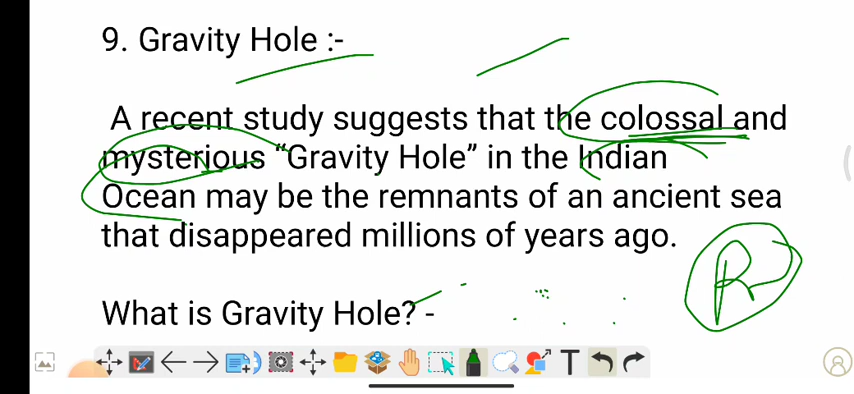 9. Gravity Hole :-
A recent study suggests that the colossal and
mysterious “Gravity Hole” in the Indian
Ocean may be the remnants of an ancient sea
that disappeared millions of years ago.
R
What is Gravity Hole? -
T